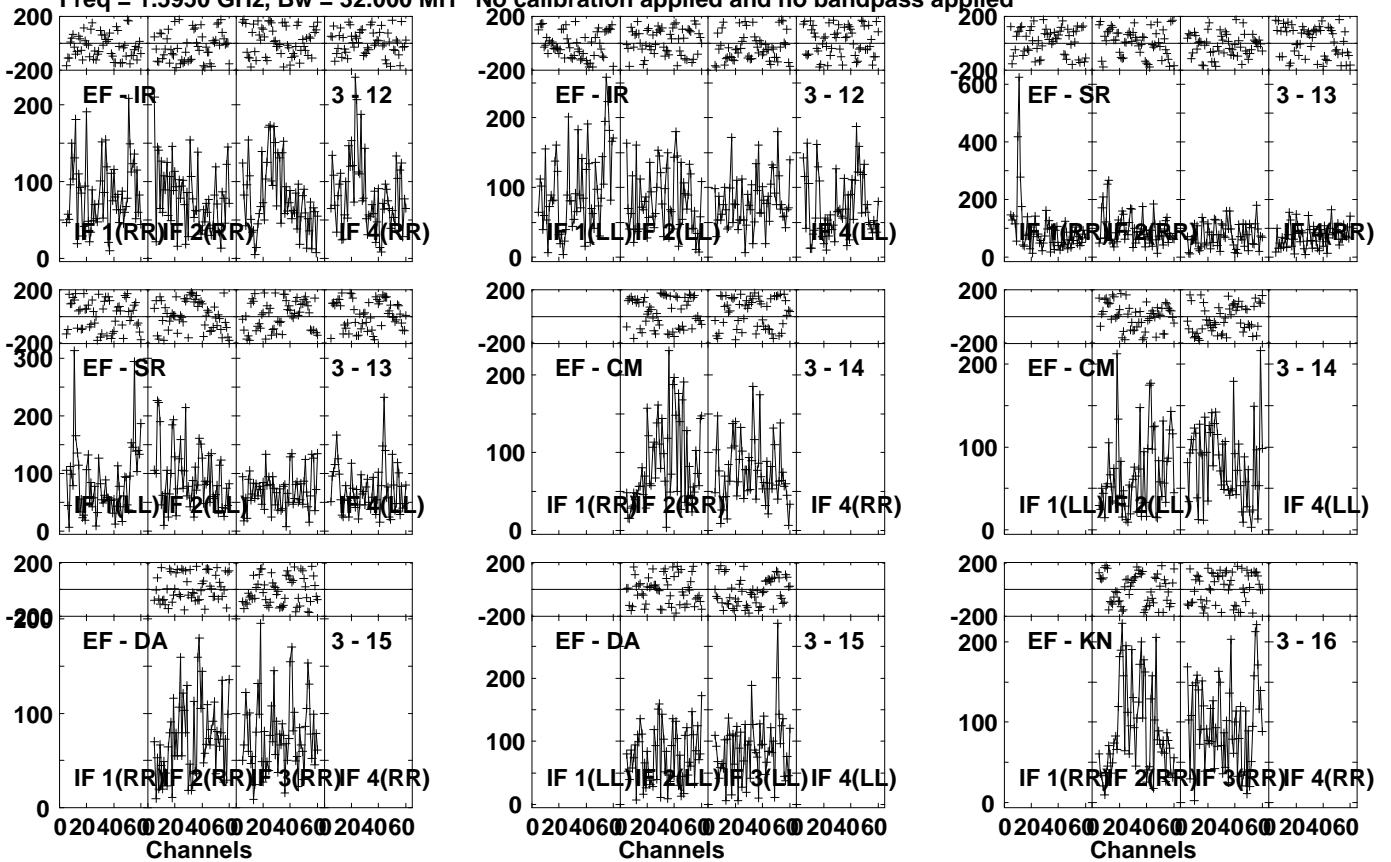 Freq = 1.5950 GHz, Bw = 32.000 MH No calibration applied and no bandpass applied
200
-200
EF - IR 3 - 12
200
100
0
IF 1(RR) IF 2(RR) IF 4(RR)
200
-200
EF - IR 3 - 12
200
100
0
IF 1(LL) IF 2(LL) IF 4(LL)
200
-200
EF - SR 3 - 13
600
400
200
0
IF 1(RR) IF 2(RR) IF 4(RR)
200
-200
EF - SR 3 - 13
300
200
100
0
IF 1(LL) IF 2(LL) IF 4(LL)
200
-200
EF - CM 3 - 14
200
100
0
IF 1(RR) IF 2(RR) IF 4(RR)
200
-200
EF - CM 3 - 14
200
100
0
IF 1(LL) IF 2(LL) IF 4(LL)
200
-200
200
EF - DA 3 - 15
100
0
IF 1(RR) IF 2(RR) IF 3(RR) IF 4(RR)
0 20 40 60 0 20 40 60 0 20 40 60 0 20 40 60
Channels
200
-200
EF - DA 3 - 15
200
100
0
IF 1(LL) IF 2(LL) IF 3(LL) IF 4(LL)
0 20 40 60 0 20 40 60 0 20 40 60 0 20 40 60
Channels
200
-200
EF - KN 3 - 16
200
100
0
IF 1(RR) IF 2(RR) IF 3(RR) IF 4(RR)
0 20 40 60 0 20 40 60 0 20 40 60 0 20 40 60
Channels